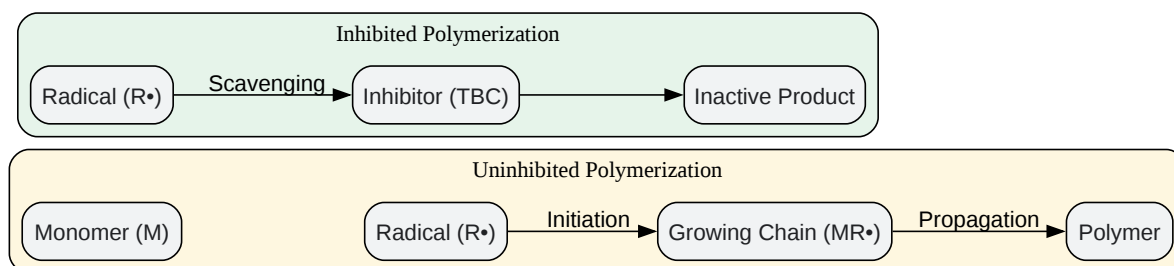 Inhibited Polymerization
Radical (R•)
Scavenging
Inhibitor (TBC)
Inactive Product
Uninhibited Polymerization
Monomer (M)
Radical (R•)
Initiation
Growing Chain (MR•)
Propagation
Polymer